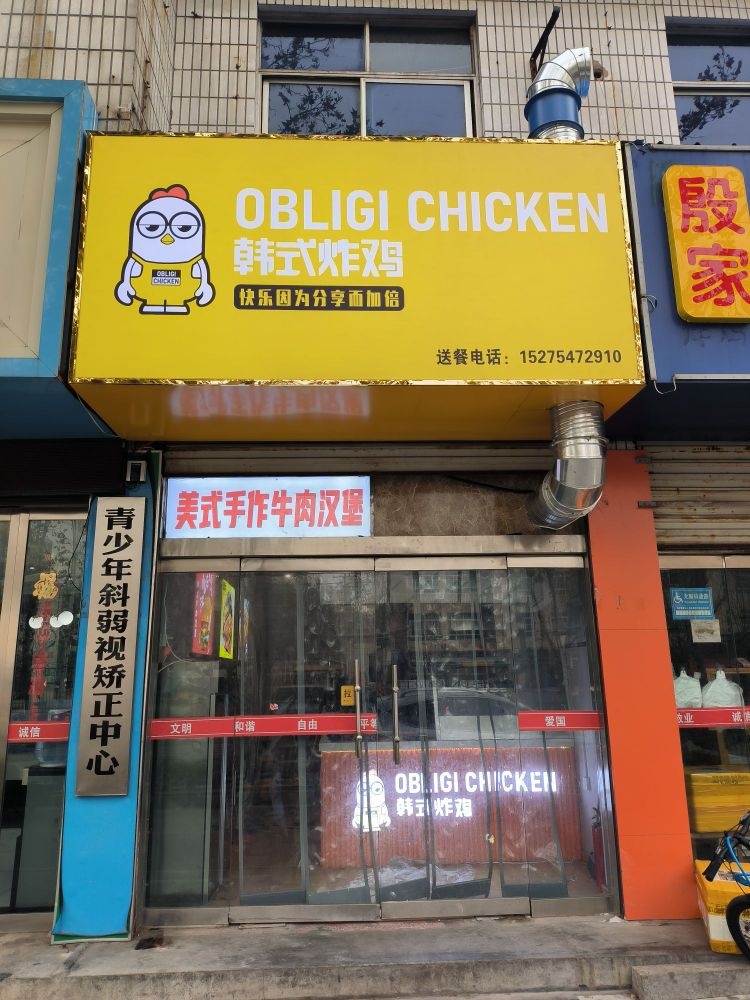 OBLIGI CHICKEN
韩式炸鸡
快乐因为分享而加倍
OBLIGI
CHICKEN
送餐电话：15275472910
殷家
美式手作牛肉汉堡
青少年斜弱视矫正中心
诚信
文明 和谐 自由 平等 爱国
拉
敬业 诚信
OBLIGI CHICKEN
韩式炸鸡